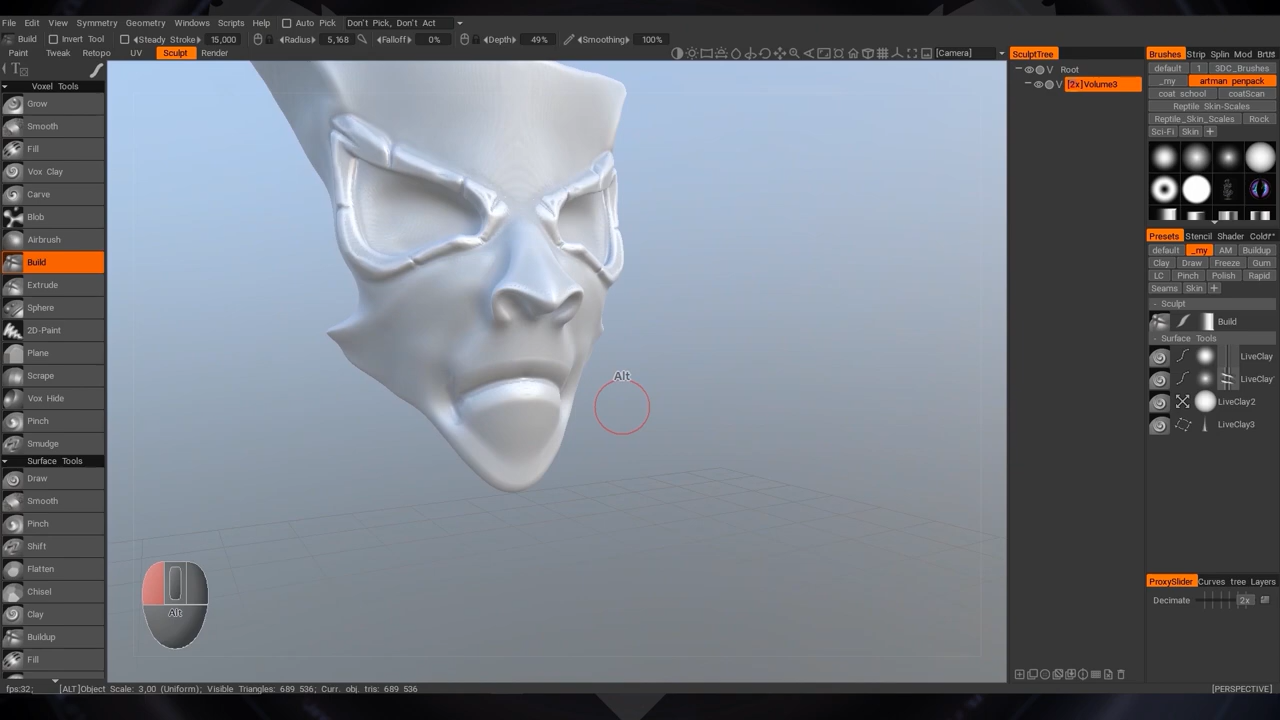 File Edit View Symmetry Geometry Windows Scripts Help Auto Pick Don't Pick, Don't Act
Build Invert Tool Steady Stroke 15,000 Radius 5,168 Falloff 0% Depth 49% Smoothing 100%
Paint Tweak Retopo UV Sculpt Render [Camera]
Voxel Tools
Grow
Smooth
Fill
Vox Clay
Carve
Blob
Airbrush
Build
Extrude
Sphere
2D-Paint
Plane
Scrape
Vox Hide
Pinch
Smudge
Surface Tools
Draw
Smooth
Pinch
Shift
Flatten
Chisel
Clay
Buildup
Fill
Alt
Alt
SculptTree
V Root
V [2x]Volume3
Brushes Strip Splin Mod
default 1 3DC_Brushes
_my artman penpack
coat school coatScan
Reptile Skin-Scales
Reptile_Skin_Scales Rock
Sci-Fi Skin +
Presets Stencil Shader
default _my AM Buildup
Clay Draw Freeze Gum
LC Pinch Polish Rapid
Seams Skin +
- Sculpt
Build
- Surface Tools
LiveClay
LiveClay
LiveClay2
LiveClay3
ProxySlider Curves tree Layers
Decimate 2x
fps:32; [ALT]Object Scale: 3,00 (Uniform); Visible Triangles: 689 536; Curr. obj. tris: 689 536
[PERSPECTIVE]